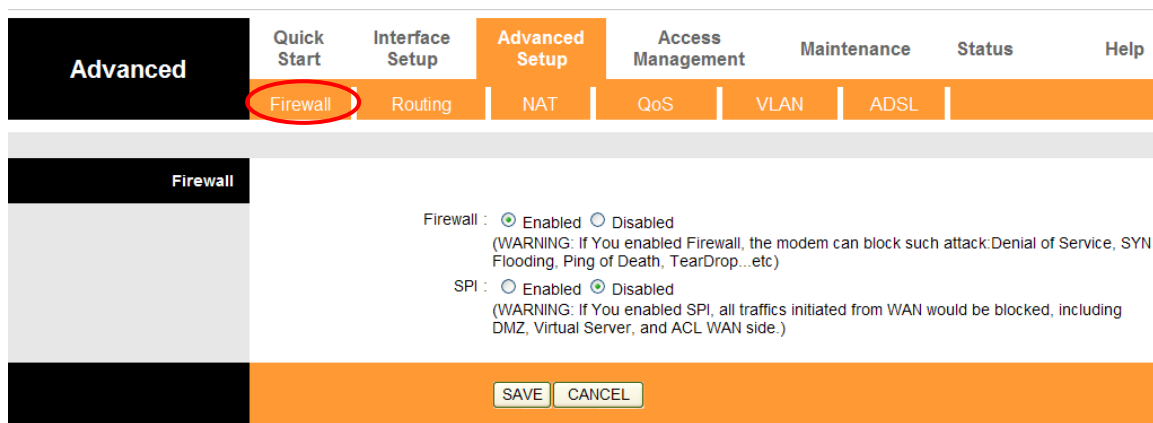 Advanced
Quick Start
Interface Setup
Advanced Setup
Access Management
Maintenance
Status
Help
Firewall
Routing
NAT
QoS
VLAN
ADSL
Firewall
Firewall : Enabled Disabled
(WARNING: If You enabled Firewall, the modem can block such attack:Denial of Service, SYN
Flooding, Ping of Death, TearDrop...etc)
SPI : Enabled Disabled
(WARNING: If You enabled SPI, all traffics initiated from WAN would be blocked, including
DMZ, Virtual Server, and ACL WAN side.)
SAVE CANCEL